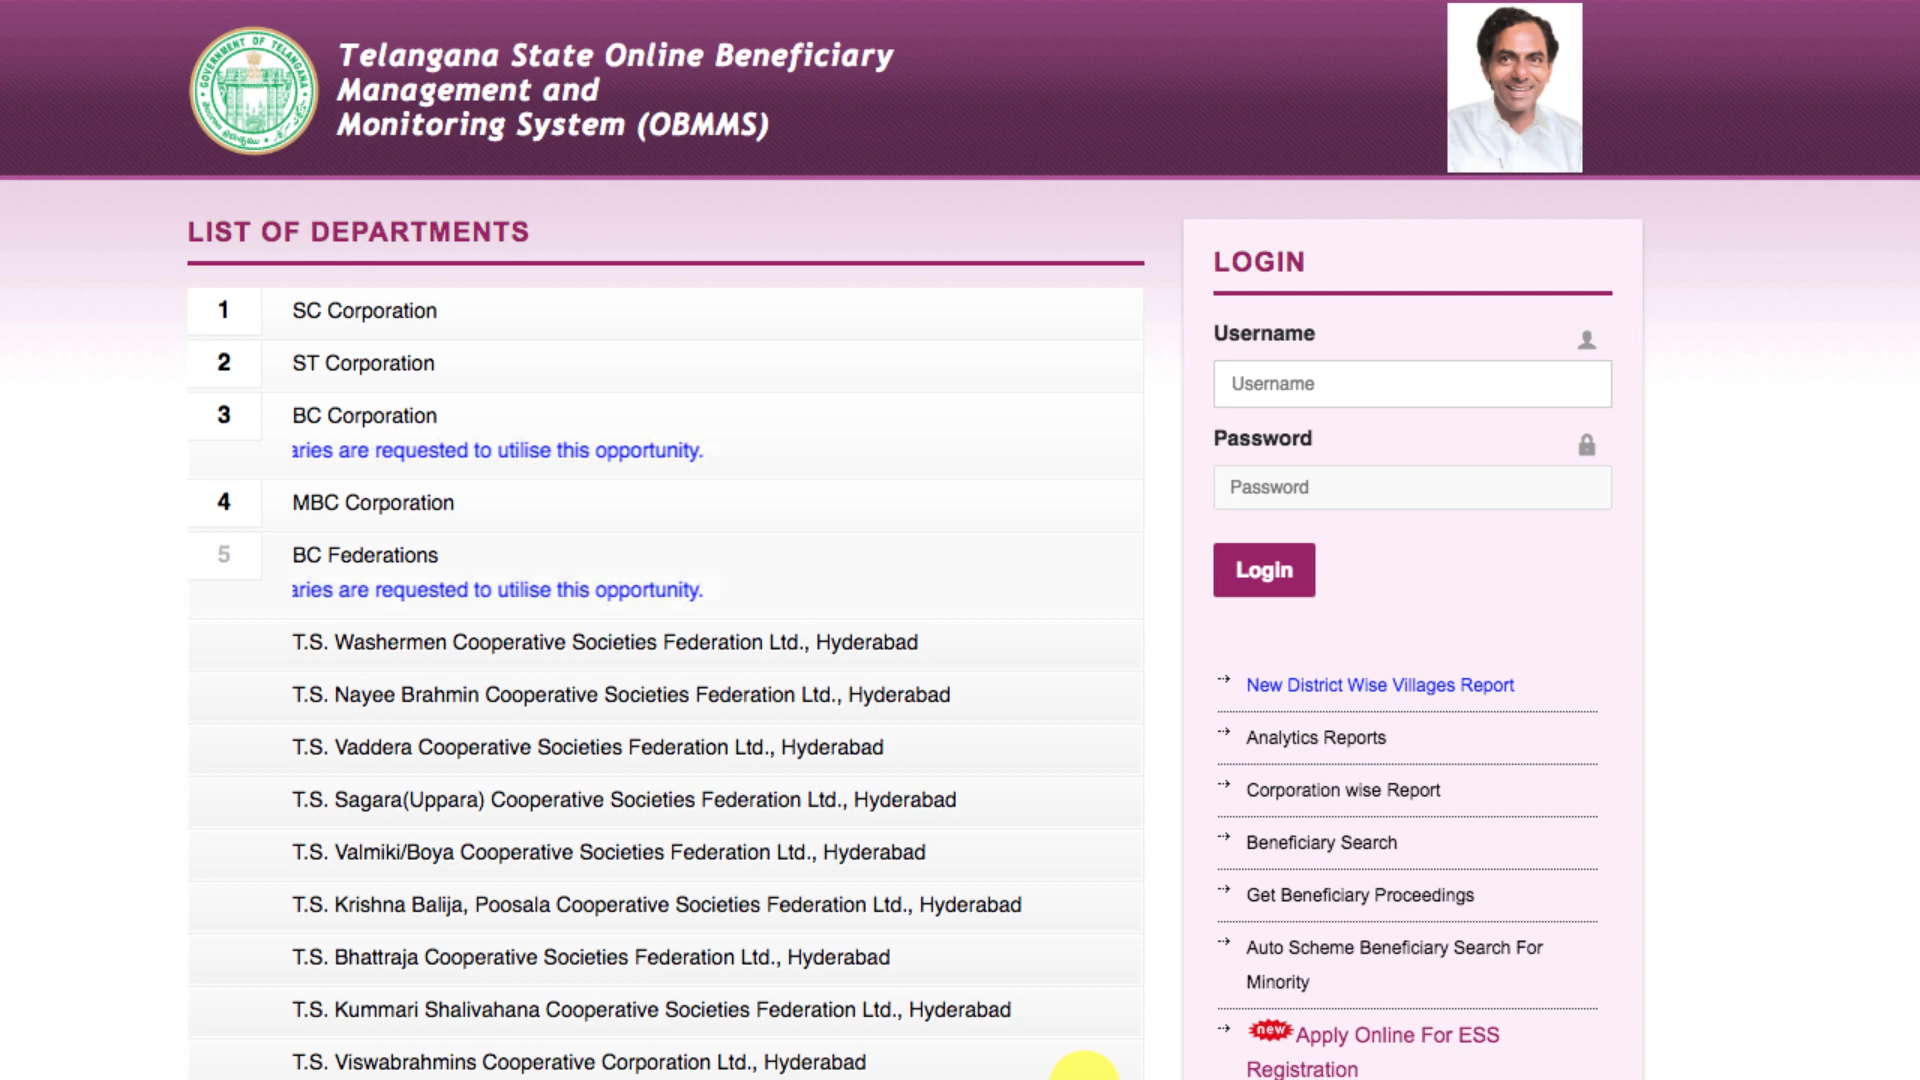 GOVERNMENT OF TELANGANA
Telangana State Online Beneficiary
Management and
Monitoring System (OBMMS)
LIST OF DEPARTMENTS
1 SC Corporation
2 ST Corporation
3 BC Corporation
aries are requested to utilise this opportunity.
4 MBC Corporation
5 BC Federations
aries are requested to utilise this opportunity.
T.S. Washermen Cooperative Societies Federation Ltd., Hyderabad
T.S. Nayee Brahmin Cooperative Societies Federation Ltd., Hyderabad
T.S. Vaddera Cooperative Societies Federation Ltd., Hyderabad
T.S. Sagara(Uppara) Cooperative Societies Federation Ltd., Hyderabad
T.S. Valmiki/Boya Cooperative Societies Federation Ltd., Hyderabad
T.S. Krishna Balija, Poosala Cooperative Societies Federation Ltd., Hyderabad
T.S. Bhattraja Cooperative Societies Federation Ltd., Hyderabad
T.S. Kummari Shalivahana Cooperative Societies Federation Ltd., Hyderabad
T.S. Viswabrahmins Cooperative Corporation Ltd., Hyderabad
LOGIN
Username
Username
Password
Password
Login
New District Wise Villages Report
Analytics Reports
Corporation wise Report
Beneficiary Search
Get Beneficiary Proceedings
Auto Scheme Beneficiary Search For
Minority
new Apply Online For ESS
Registration